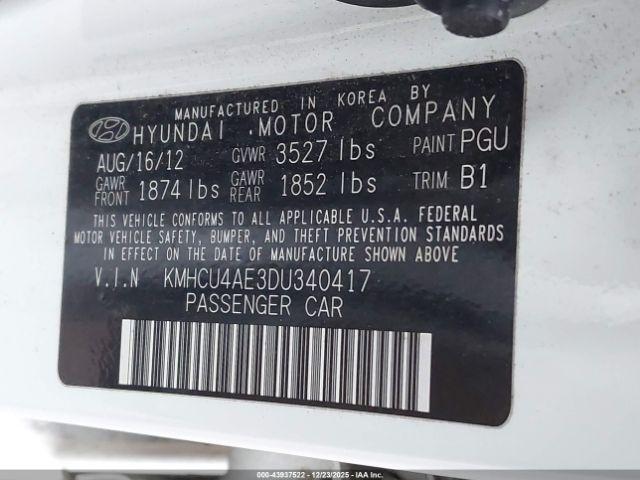 MANUFACTURED IN KOREA BY
HYUNDAI MOTOR COMPANY
AUG/16/12 GVWR 3527 lbs PAINT PGU
GAWR FRONT 1874 lbs GAWR REAR 1852 lbs TRIM B1
THIS VEHICLE CONFORMS TO ALL APPLICABLE U.S.A. FEDERAL
MOTOR VEHICLE SAFETY, BUMPER, AND THEFT PREVENTION STANDARDS
IN EFFECT ON THE DATE OF MANUFACTURE SHOWN ABOVE.
V.I.N KMHCU4AE3DU340417
PASSENGER CAR
000-43937522 - 12/23/2025 - IAAI.COM